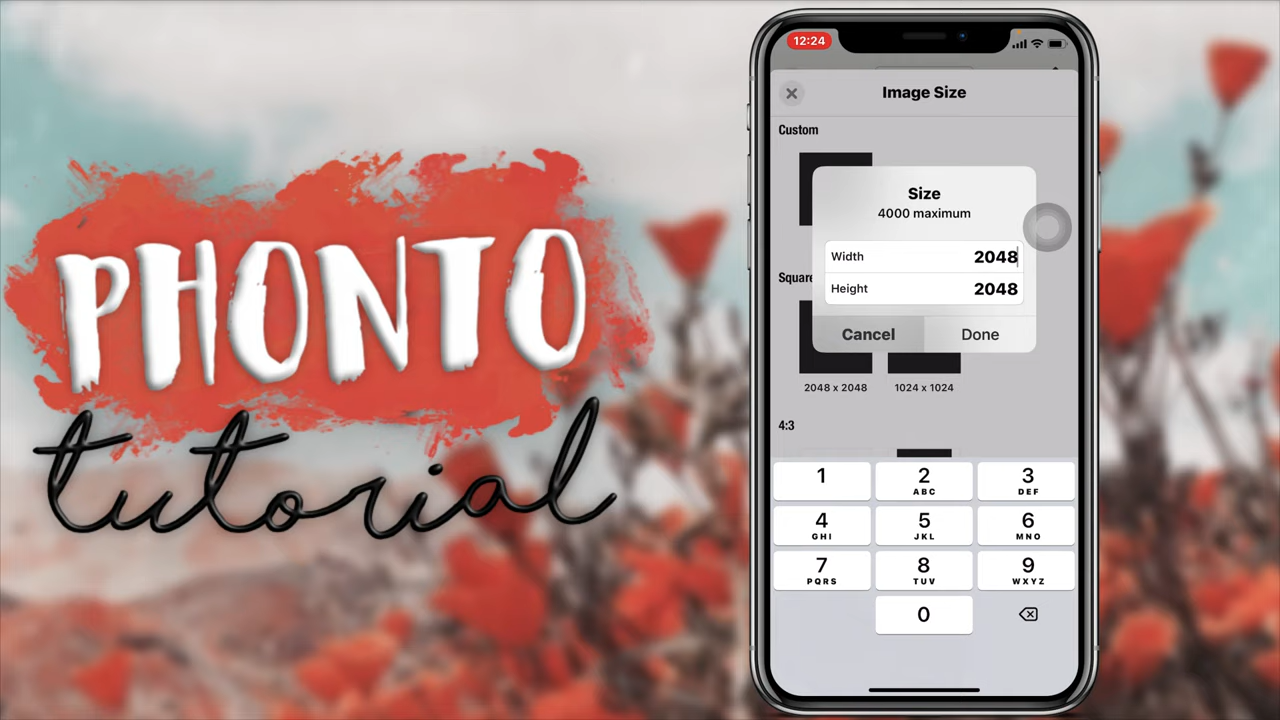 PHONTO
tutorial
12:24
Image Size
Custom
Size
4000 maximum
Width 2048
Height 2048
Cancel Done
Square
2048 x 2048 1024 x 1024
4:3
1 2 3
ABC DEF
4 5 6
GHI JKL MNO
7 8 9
PQRS TUV WXYZ
0